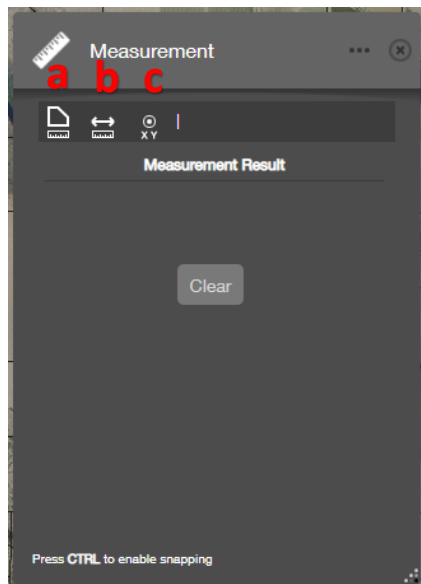 Measurement
a b c
X Y
Measurement Result
Clear
Press CTRL to enable snapping